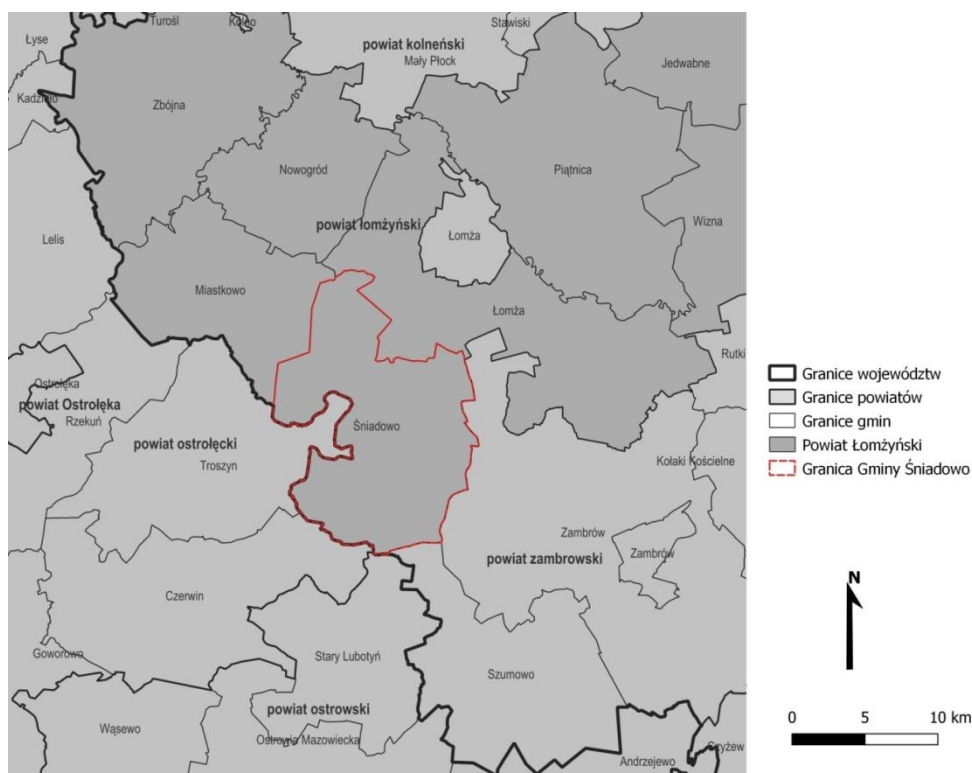 Turośl
Kolno
Stawiski
Łyse
powiat kolneński
Mały Płock
Jedwabne
Kadzidło
Zbójna
Nowogród
Piątnica
powiat łomżyński
Wizna
Łomża
Lelis
Miastkowo
Łomża
Rutki
Ostrołęka
powiat Ostrołęka
Rzekuń
Śniadowo
powiat ostrołęcki
Troszyn
Kołaki Kościelne
Zambrów
Zambrów
powiat zambrowski
Czerwin
Goworowo
Stary Lubotyń
Szumowo
powiat ostrowski
Wąsewo
Ostrowia Mazowiecka
Andrzejewo
Czyżew
Granice województw
Granice powiatów
Granice gmin
Powiat Łomżyński
Granica Gminy Śniadowo
N
0 5 10 km